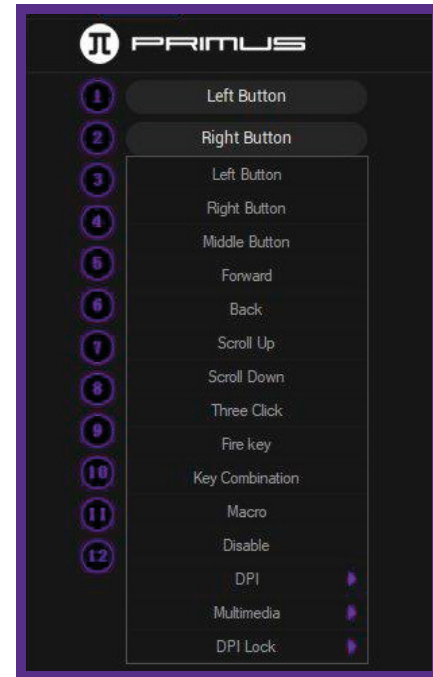 PRIMUS
1 Left Button
2 Right Button
3 Left Button
4 Right Button
Middle Button
5 Forward
6 Back
7 Scroll Up
8 Scroll Down
Three Click
9 Fire key
10 Key Combination
11 Macro
12 Disable
DPI
Multimedia
DPI Lock